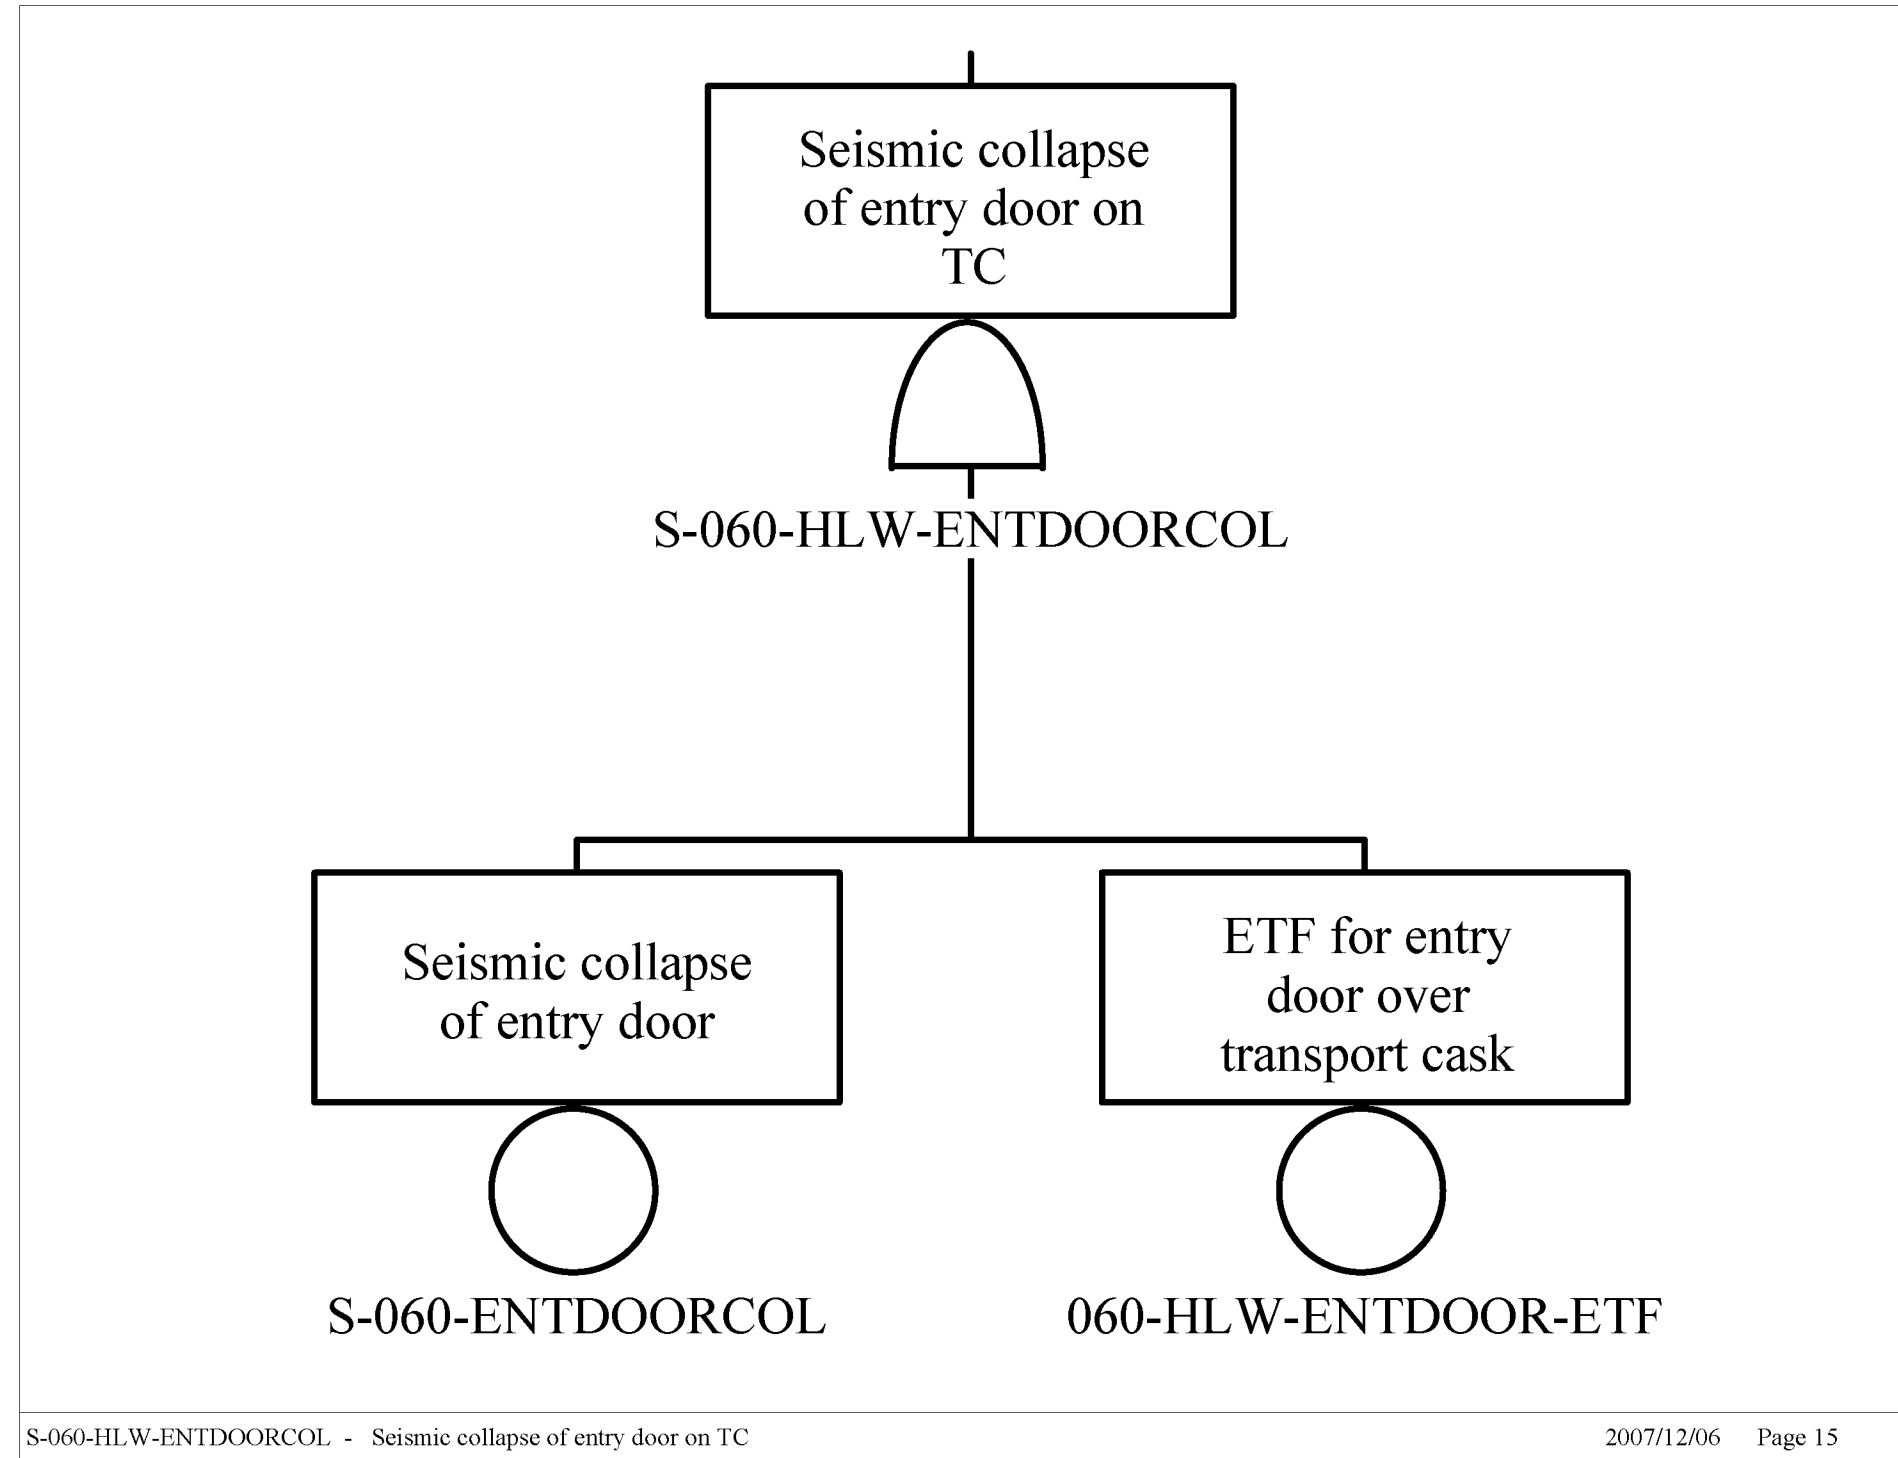 Seismic collapse
of entry door on
TC
S-060-HLW-ENTDOORCOL
Seismic collapse
of entry door
S-060-ENTDOORCOL
ETF for entry
door over
transport cask
060-HLW-ENTDOOR-ETF
S-060-HLW-ENTDOORCOL - Seismic collapse of entry door on TC
2007/12/06 Page 15